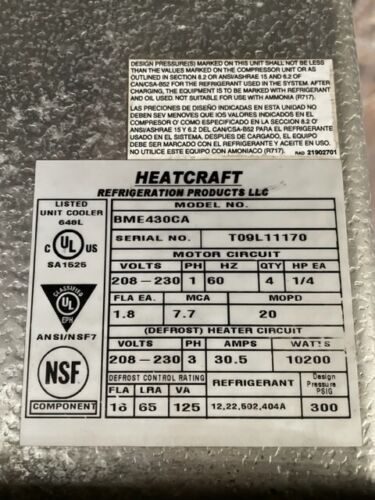 DESIGN PRESSURE(S) MARKED ON THIS UNIT SHALL NOT BE LESS
THAN THE VALUES MARKED ON THE COMPRESSOR UNIT OR AS
OUTLINED IN SECTION 8.2 OR ANSI/ASHRAE 15 AND 6.2 OF
CAN/CSA-B52 FOR THE REFRIGERANT USED IN THE SYSTEM. AFTER
CHARGING, THE EQUIPMENT IS TO BE MARKED WITH REFRIGERANT
AND OIL USED. NOT SUITABLE FOR USE WITH AMMONIA (R717).
LAS PRECIONES DE DISEÑO INDICADAS EN ESTA UNIDAD NO
DEBEN SEV MENORES QUE LOS VALORES INDICADOS EN EL
COMPRESOR O' COMO ESPECIFICADO EN LA SECCION 8.2 O'
ANSI/ASHRAE 15 Y 6.2 DEL CAN/CSA-B52 PARA EL REFRIGERANTE
USADO EN EL SISTEMA. DESPUES DE CARGADO, EL EQUIPO
DEBE SER MARCADO CON EL REFRIGERANTE Y ACEITE EN USO.
NO UTILICE ESTE EQUIPO CON AMONIACO (R717). RAD 21902701
HEATCRAFT
REFRIGERATION PRODUCTS LLC
LISTED
UNIT COOLER
649L
C UL US
SA1525
CLASSIFIED
UL
EPH
ANSI/NSF7
NSF
COMPONENT
MODEL NO.
BME430CA
SERIAL NO. T09L11170
MOTOR CIRCUIT
VOLTS PH HZ QTY HP EA
208-230 1 60 4 1/4
FLA EA. MCA MOPD
1.8 7.7 20
(DEFROST) HEATER CIRCUIT
VOLTS PH AMPS WATTS
208-230 3 30.5 10200
DEFROST CONTROL RATING REFRIGERANT Design Pressure PSIG
FLA LRA VA
16 65 125 12,22,502,404A 300